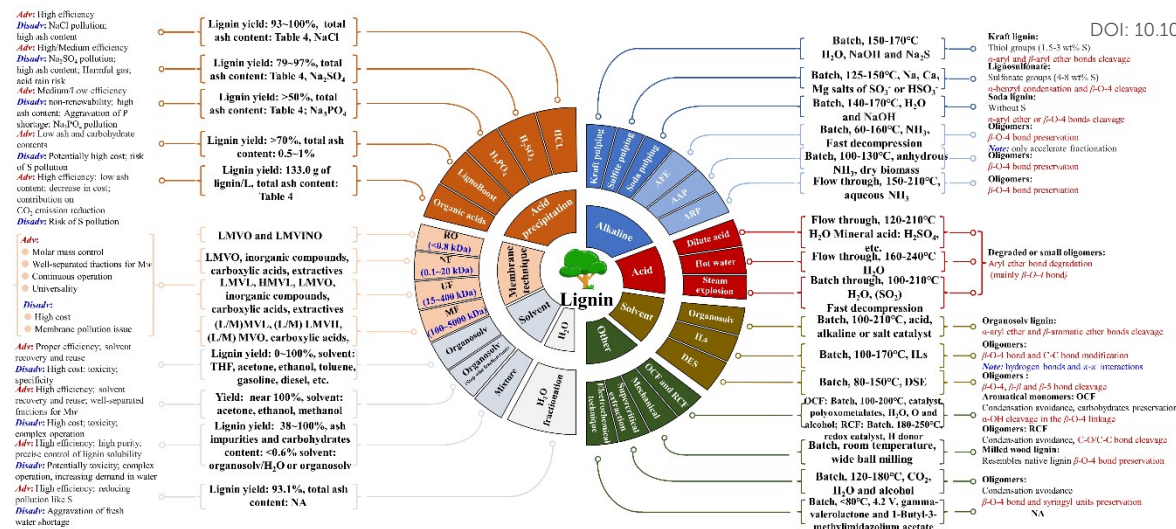 Adv: High efficiency
Disadv: NaCl pollution;
high ash content
Adv: High/Medium efficiency
Disadv: Na₂SO₄ pollution;
high ash content; Harmful gas;
acid rain risk
Adv: Medium/Low efficiency
Disadv: non-renewability; high
ash content: Aggravation of P
shortage: Na₃PO₄ pollution
Adv: Low ash and carbohydrate
contents
Disadv: Potentially high cost; risk
of S pollution
Adv: High efficiency; low ash
content: decrease in cost;
contribution on
CO₂ emission reduction
Disadv: Risk of S pollution
Adv:
Molar mass control
Well-separated fractions for Mw
Continuous operation
Universality
Disadv:
High cost
Membrane pollution issue
Adv: Proper efficiency; solvent
recovery and reuse
Disadv: High cost: toxicity;
specificity
Adv: High efficiency; solvent
recovery and reuse; well-separated
fractions for Mw
Disadv: High cost; toxicity;
complex operation
Adv: High efficiency; high purity;
precise control of lignin solubility
Disadv: Potentially toxicity; complex
operation, increasing demand in water
Adv: High efficiency; reducing
pollution like S
Disadv: Aggravation of fresh
water shortage
Lignin yield: 93~100%, total
ash content: Table 4, NaCl
Lignin yield: 79~97%, total
ash content: Table 4, Na₂SO₄
Lignin yield: >50%, total ash
content: Table 4; Na₃PO₄
Lignin yield: >70%, total ash
content: 0.5~1%
Lignin yield: 133.0 g of
lignin/L, total ash content:
Table 4
LMVO and LMVINO
LMVO, inorganic compounds,
carboxylic acids, extractives
LMVL, HMVL, LMVO,
inorganic compounds,
carboxylic acids, extractives
(L/M)MVL, (L/M) LMVII,
(L/M) MVO, carboxylic acids,
Lignin yield: 0~100%, solvent:
THF, acetone, ethanol, toluene,
gasoline, diesel, etc.
Yield: near 100%, solvent:
acetone, ethanol, methanol
Lignin yield: 38~100%, ash
impurities and carbohydrates
content: <0.6% solvent:
organosolv/H₂O or organosolv
Lignin yield: 93.1%, total ash
content: NA
HCL
H₂SO₄
H₃PO₄
LignoBoost
Organic acids
RO
(<0.8 kDa)
NF
(0.1~20 kDa)
UF
(15~400 kDa)
MF
(100~5000 kDa)
Organosolv
Organosolv
Mixture
H₂O
fractionation
Acid
precipitation
Membrane
technique
Solvent
H₂O
Lignin
Alkaline
Acid
Solvent
Other
Kraft pulping
Sulfite pulping
Soda pulping
AFE
AAP
ARP
Dilute acid
Hot water
Steam
explosion
Organosolv
ILs
DES
OCF and RCF
Mechanical
Supercritical
extraction
Electrochemical
technique
DOI: 10.10
Batch, 150-170°C
H₂O, NaOH and Na₂S
Batch, 125-150°C, Na, Ca,
Mg salts of SO₃⁻ or HSO₃⁻
Batch, 140-170°C, H₂O
and NaOH
Batch, 60-160°C, NH₃,
Fast decompression
Batch, 100-130°C, anhydrous
NH₃, dry biomass
Flow through, 150-210°C,
aqueous NH₃
Flow through, 120-210°C
H₂O Mineral acid: H₂SO₄,
etc.
Flow through, 160-240°C
H₂O
Batch through, 100-210°C
H₂O, (SO₂)
Fast decompression
Batch, 100-210°C, acid,
alkaline or salt catalyst
Batch, 100-170°C, ILs
Batch, 80-150°C, DSE
OCF: Batch, 100-200°C, catalyst,
polyoxometalates, H₂O, O and
alcohol; RCF: Batch. 180-250°C,
redox catalyst, H donor
Batch, room temperature,
wide ball milling
Batch, 120-180°C, CO₂-
H₂O and alcohol
Batch, <80°C, 4.2 V, gamma-
valerolactone and 1-Butyl-3-
methylimidazolium acetate
Kraft lignin:
Thiol groups (1.5-3 wt% S)
α-aryl and β-aryl ether bonds cleavage
Lignosulfonate:
Sulfonate groups (4-8 wt% S)
α-benzyl condensation and β-O-4 cleavage
Soda lignin:
Without S
α-aryl ether or β-O-4 bonds cleavage
Oligomers:
β-O-4 bond preservation
Note: only accelerate fractionation
Oligomers:
β-O-4 bond preservation
Oligomers:
β-O-4 bond preservation
Degraded or small oligomers:
Aryl ether bond degradation
(mainly β-O-4 bond)
Organosolv lignin:
α-aryl ether and β-aromatic ether bonds cleavage
Oligomers:
β-O-4 bond and C-C bond modification
Note: hydrogen bonds and π-π interactions
Oligomers :
β-O-4, β-β and β-5 bond cleavage
Aromatical monomers: OCF
Condensation avoidance, carbohydrates preservation
α-OH cleavage in the β-O-4 linkage
Oligomers: RCF
Condensation avoidance, C-O/C-C bond cleavage
Milled wood lignin:
Resembles native lignin β-O-4 bond preservation
Oligomers:
Condensation avoidance
β-O-4 bond and syringyl units preservation
NA